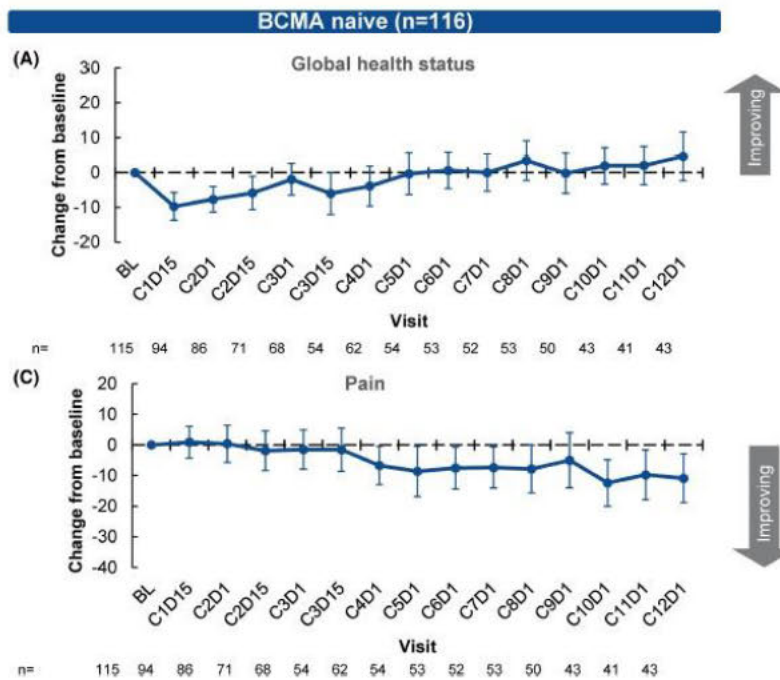 BCMA naive (n=116)
(A)
Global health status
Change from baseline
30
20
10
0
-10
-20
BL
C1D15
C2D1
C2D15
C3D1
C3D15
C4D1
C5D1
C6D1
C7D1
C8D1
C9D1
C10D1
C11D1
C12D1
Visit
n= 115 94 86 71 68 54 62 54 53 52 53 50 43 41 43
Improving
(C)
Pain
Change from baseline
20
10
0
-10
-20
-30
-40
BL
C1D15
C2D1
C2D15
C3D1
C3D15
C4D1
C5D1
C6D1
C7D1
C8D1
C9D1
C10D1
C11D1
C12D1
Visit
n= 115 94 86 71 68 54 62 54 53 52 53 50 43 41 43
Improving